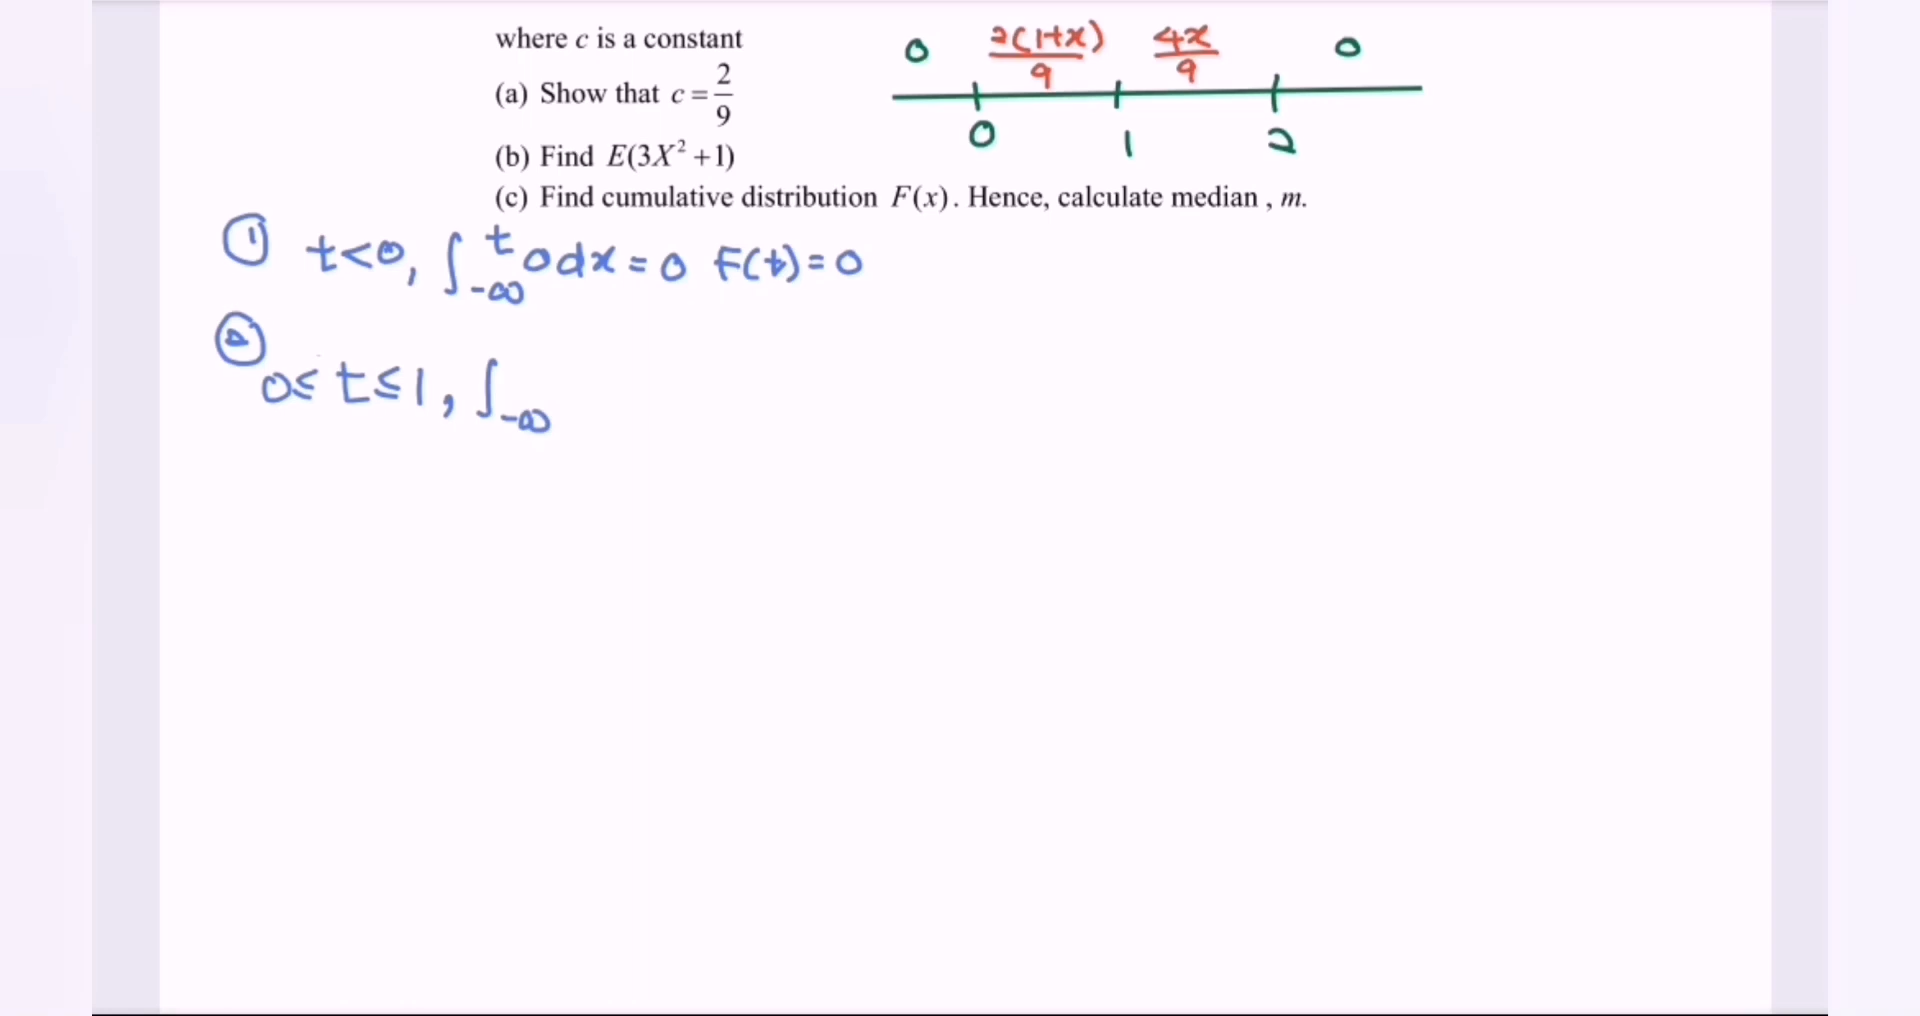 where c is a constant
(a) Show that c = 2/9
(b) Find E(3X² + 1)
(c) Find cumulative distribution F(x). Hence, calculate median , m.
0 2(1+x)/9 4x/9 0
0 1 2
① t<0, ∫_{-∞}^{t} 0dx = 0 F(t) = 0
②
0≤ t ≤ 1, ∫_{-∞}